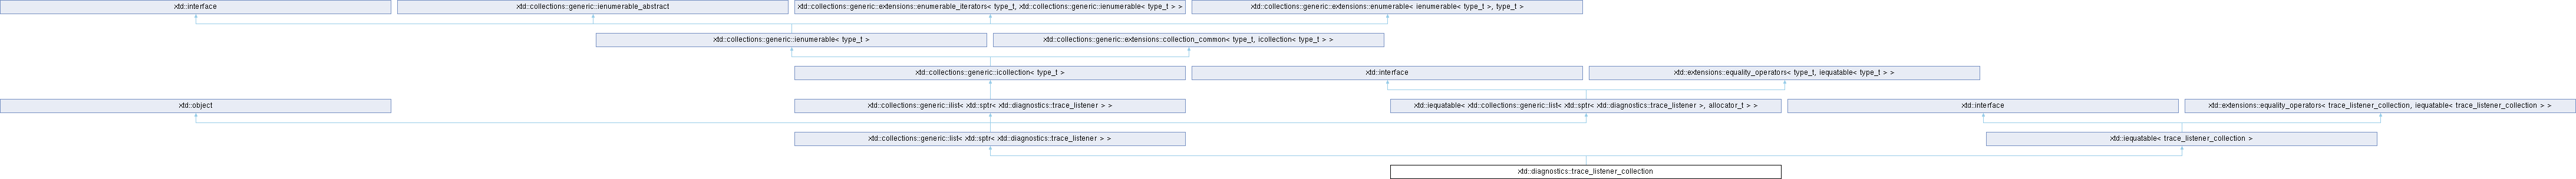 xtd::interface
xtd::collections::generic::ienumerable_abstract
xtd::collections::generic::extensions::enumerable_iterators< type_t, xtd::collections::generic::ienumerable< type_t > >
xtd::collections::generic::extensions::enumerable< ienumerable< type_t >, type_t >
xtd::collections::generic::ienumerable< type_t >
xtd::collections::generic::extensions::collection_common< type_t, icollection< type_t > >
xtd::collections::generic::icollection< type_t >
xtd::interface
xtd::extensions::equality_operators< type_t, iequatable< type_t > >
xtd::object
xtd::collections::generic::ilist< xtd::sptr< xtd::diagnostics::trace_listener > >
xtd::iequatable< xtd::collections::generic::list< xtd::sptr< xtd::diagnostics::trace_listener >, allocator_t > >
xtd::interface
xtd::extensions::equality_operators< trace_listener_collection, iequatable< trace_listener_collection > >
xtd::collections::generic::list< xtd::sptr< xtd::diagnostics::trace_listener > >
xtd::iequatable< trace_listener_collection >
xtd::diagnostics::trace_listener_collection